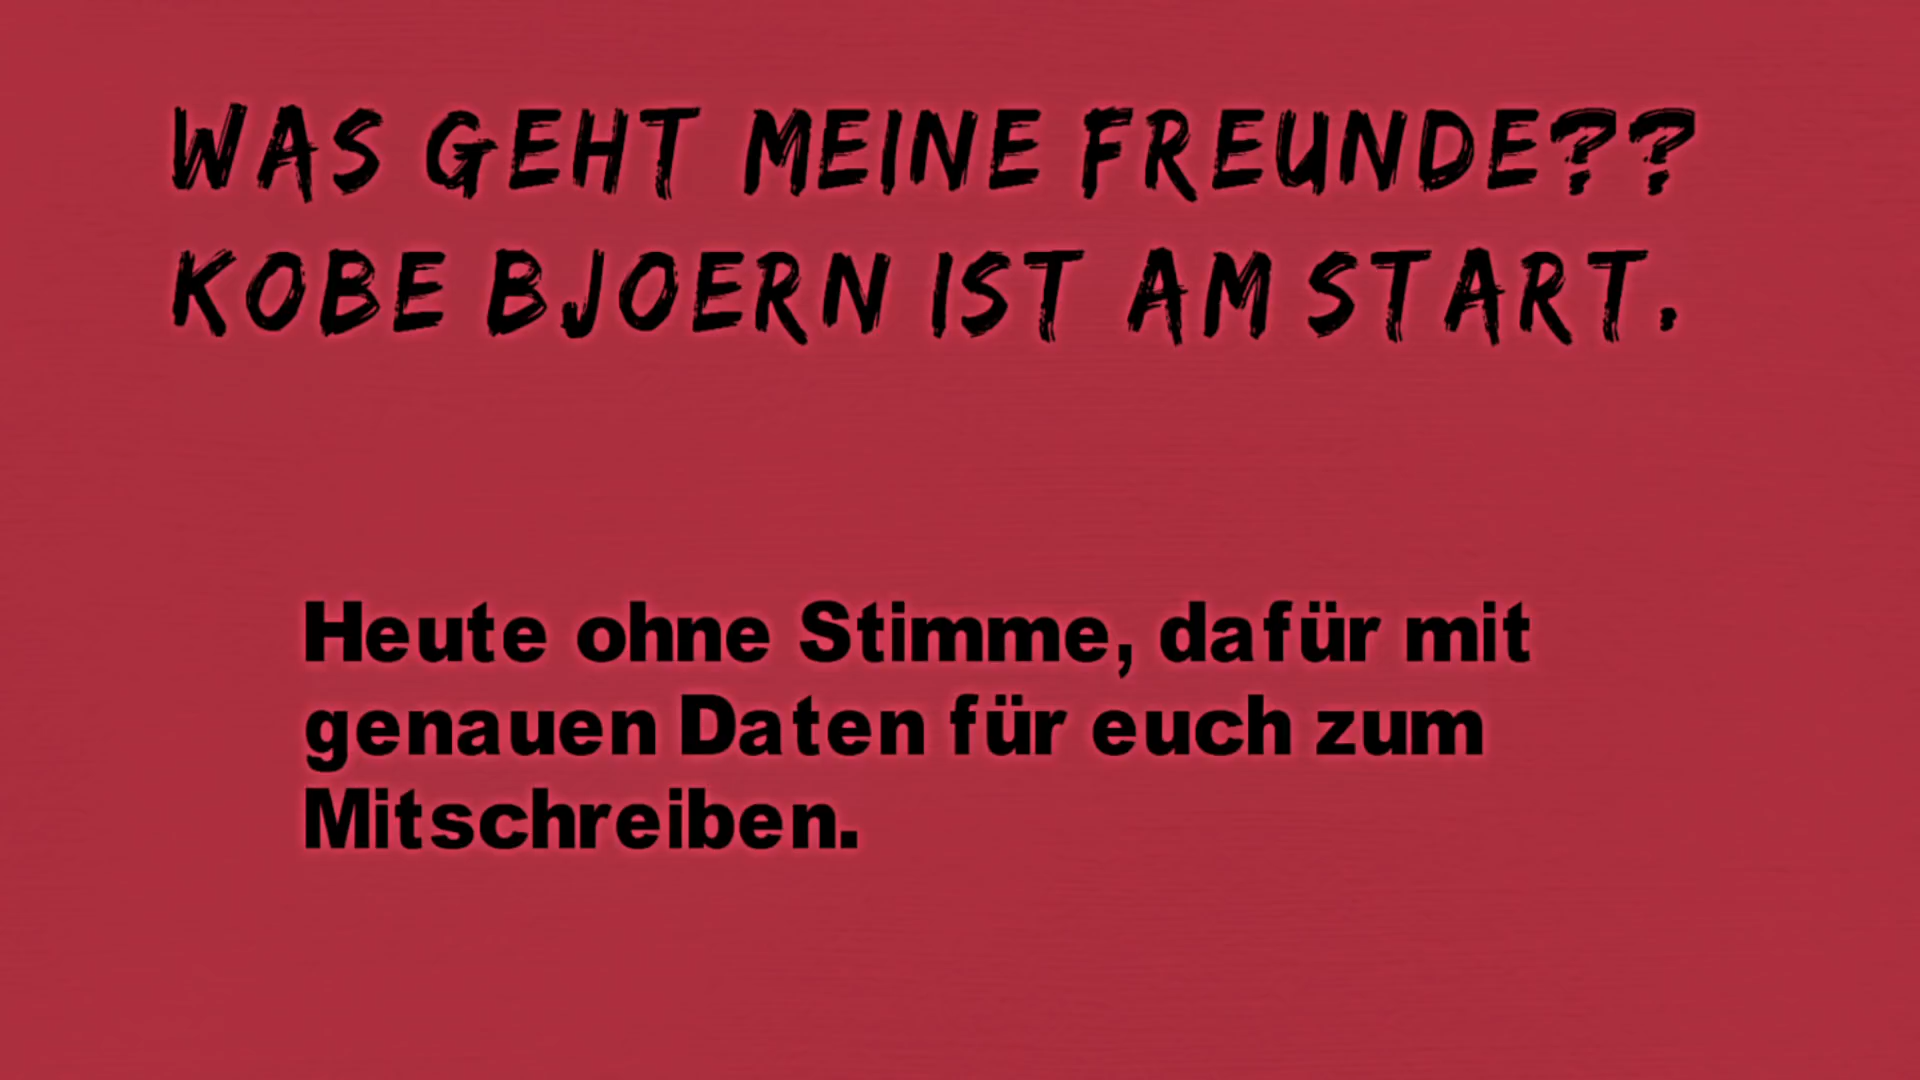 WAS GEHT MEINE FREUNDE??
KOBE BJOERN IST AM START.
Heute ohne Stimme, dafür mit
genauen Daten für euch zum
Mitschreiben.